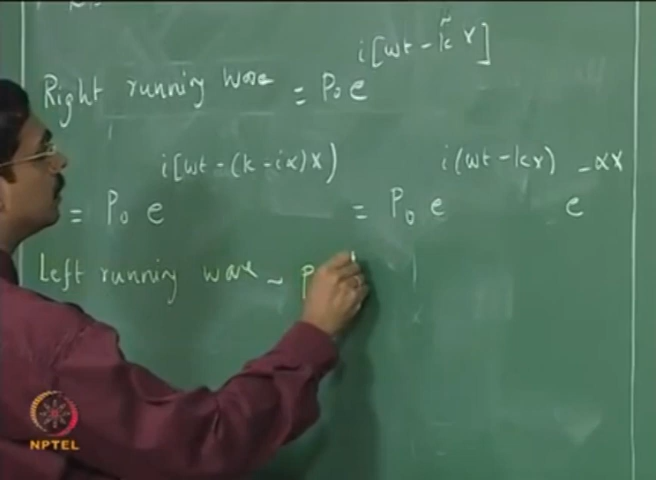 Right running wave = P₀ e^{i[ωt - k̃x]}
= P₀ e^{i[ωt - (k - iα)x)} = P₀ e^{i(ωt - kx)} e^{-αx}
Left running wave ~ P
NPTEL